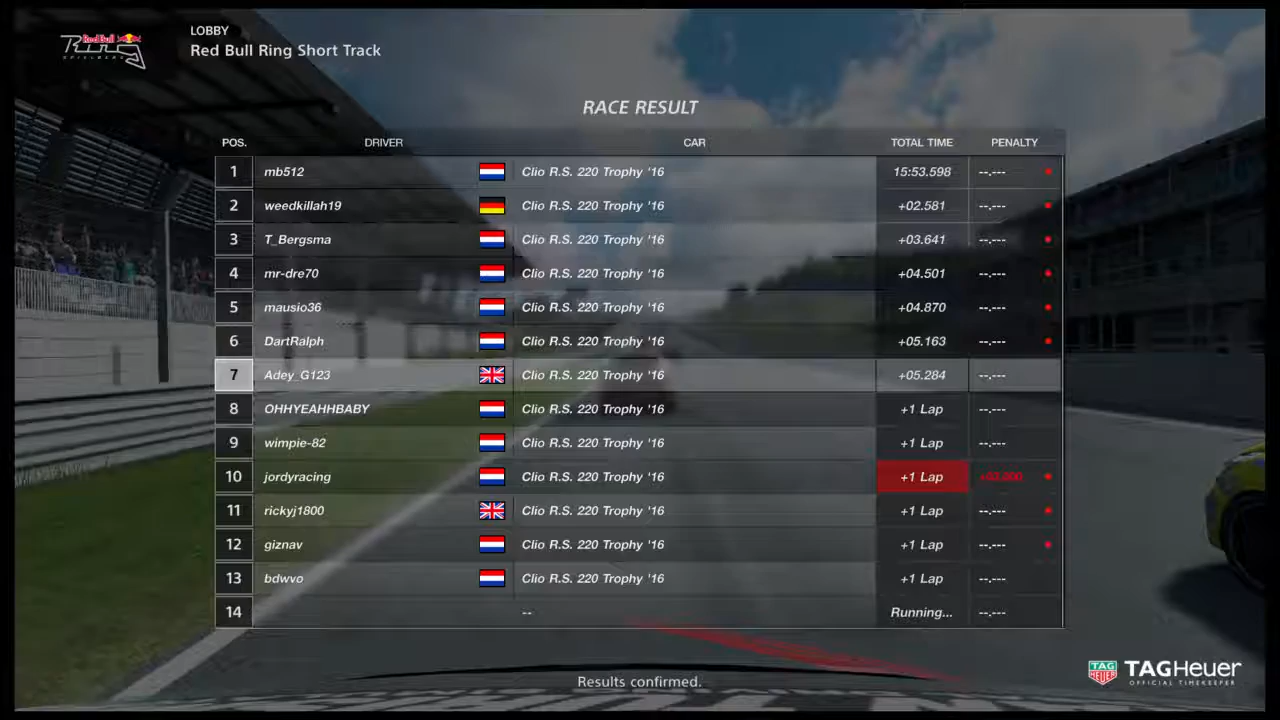 RedBull
Ring
SPIELBERG
LOBBY
Red Bull Ring Short Track
RACE RESULT
POS. DRIVER CAR TOTAL TIME PENALTY
1 mb512 Clio R.S. 220 Trophy '16 15:53.598 --.---
2 weedkillah19 Clio R.S. 220 Trophy '16 +02.581 --.---
3 T_Bergsma Clio R.S. 220 Trophy '16 +03.641 --.---
4 mr-dre70 Clio R.S. 220 Trophy '16 +04.501 --.---
5 mausio36 Clio R.S. 220 Trophy '16 +04.870 --.---
6 DartRalph Clio R.S. 220 Trophy '16 +05.163 --.---
7 Adey_G123 Clio R.S. 220 Trophy '16 +05.284 --.---
8 OHHYEAHHBABY Clio R.S. 220 Trophy '16 +1 Lap --.---
9 wimpie-82 Clio R.S. 220 Trophy '16 +1 Lap --.---
10 jordyracing Clio R.S. 220 Trophy '16 +1 Lap
11 rickyj1800 Clio R.S. 220 Trophy '16 +1 Lap --.---
12 giznav Clio R.S. 220 Trophy '16 +1 Lap --.---
13 bdwvo Clio R.S. 220 Trophy '16 +1 Lap --.---
14 -- Running... --.---
Results confirmed.
TAG HEUER TAGHeuer
OFFICIAL TIMEKEEPER